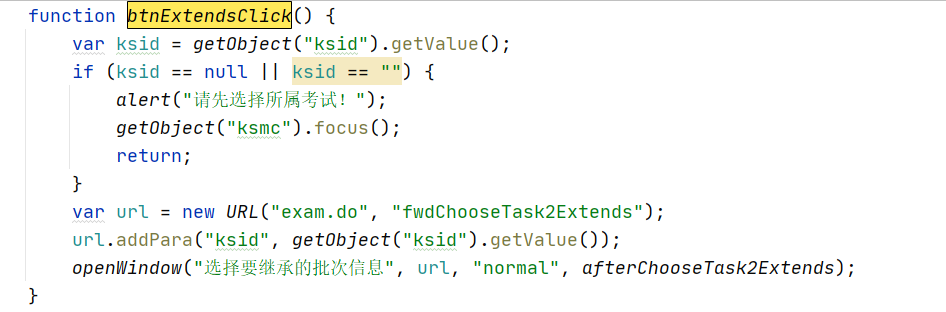 function btnExtendsClick() {
    var ksid = getObject("ksid").getValue();
    if (ksid == null || ksid == "") {
        alert("请先选择所属考试！");
        getObject("ksmc").focus();
        return;
    }
    var url = new URL("exam.do", "fwdChooseTask2Extends");
    url.addPara("ksid", getObject("ksid").getValue());
    openWindow("选择要继承的批次信息", url, "normal", afterChooseTask2Extends);
}